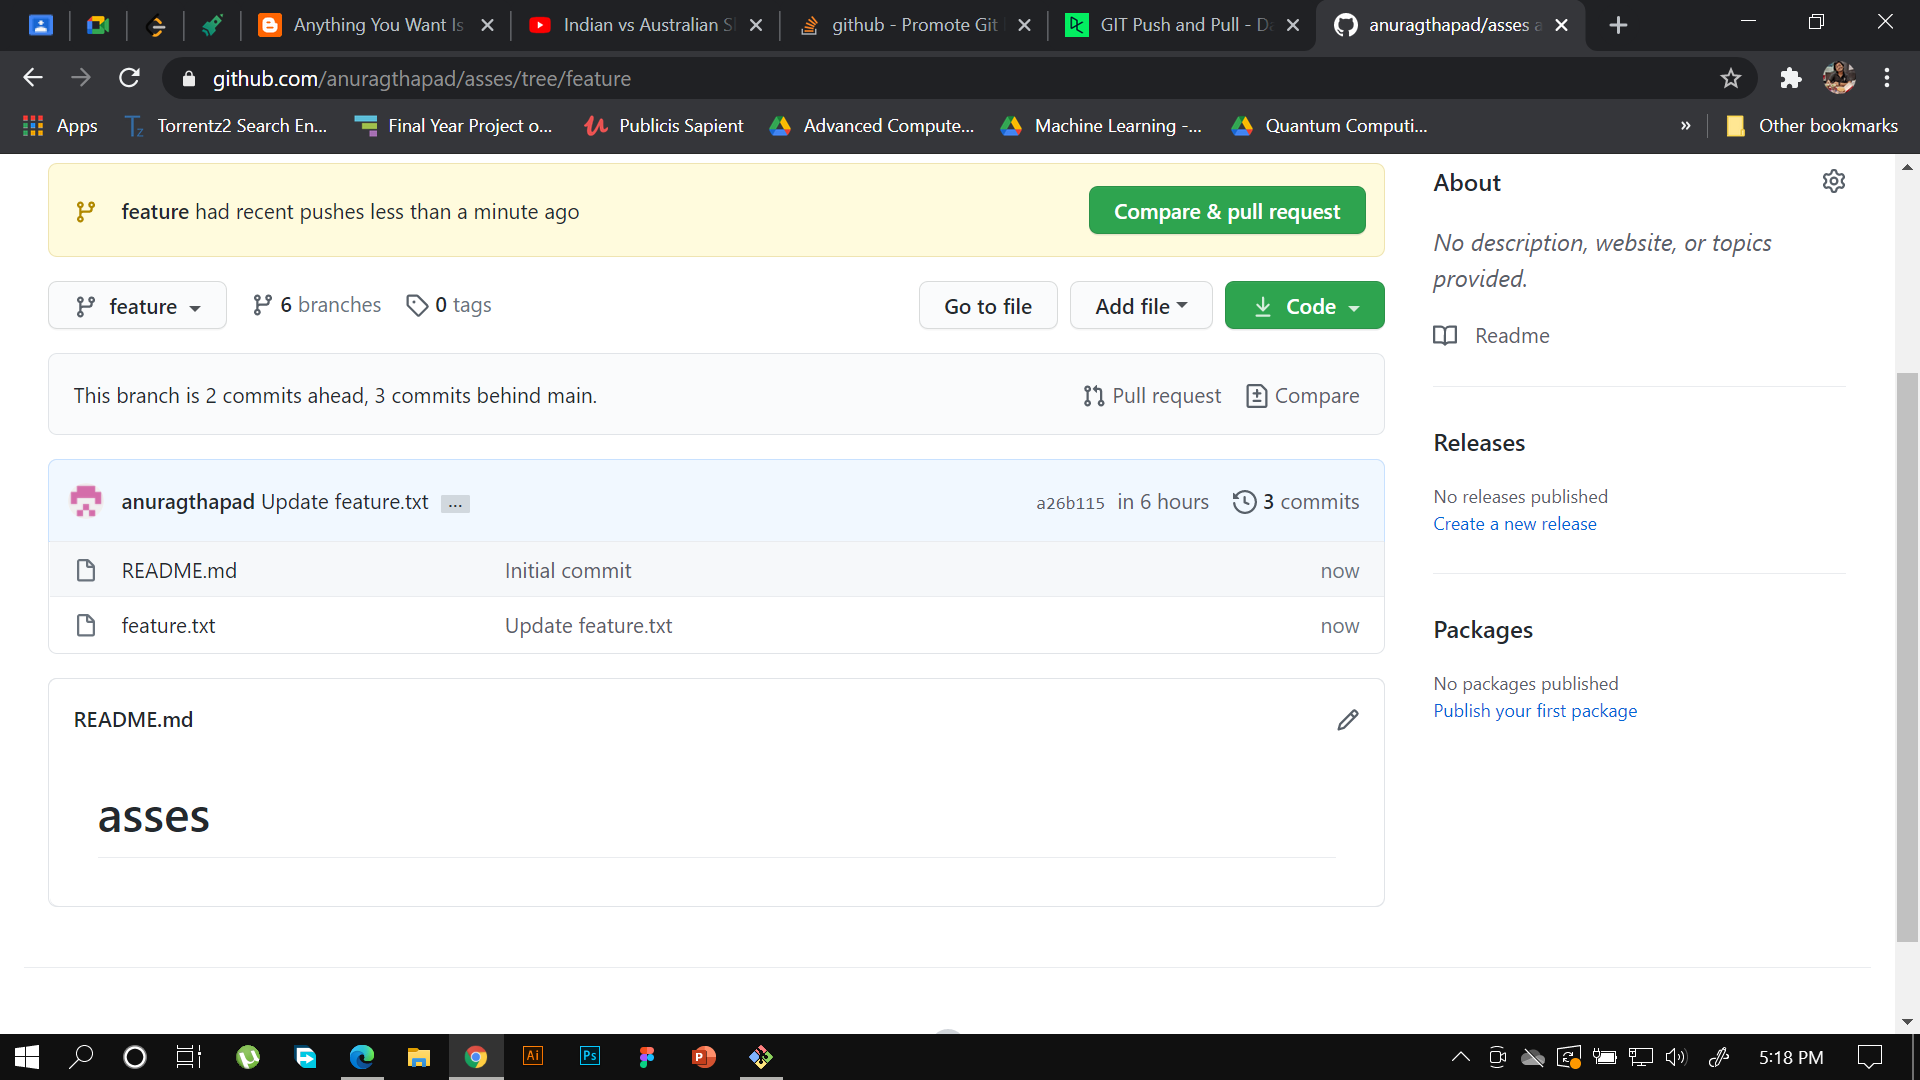 Anything You Want Is
Indian vs Australian S
github - Promote Git
GIT Push and Pull - Da
anuragthapad/asses a
github.com/anuragthapad/asses/tree/feature
Apps
Tz
Torrentz2 Search En...
Final Year Project o...
Publicis Sapient
Advanced Compute...
Machine Learning -...
Quantum Computi...
»
Other bookmarks
feature had recent pushes less than a minute ago
Compare & pull request
feature
6 branches
0 tags
Go to file
Add file
Code
This branch is 2 commits ahead, 3 commits behind main.
Pull request
Compare
anuragthapad Update feature.txt ...
a26b115 in 6 hours
3 commits
README.md
Initial commit
now
feature.txt
Update feature.txt
now
README.md
asses
About
No description, website, or topics
provided.
Readme
Releases
No releases published
Create a new release
Packages
No packages published
Publish your first package
Ai
Ps
5:18 PM